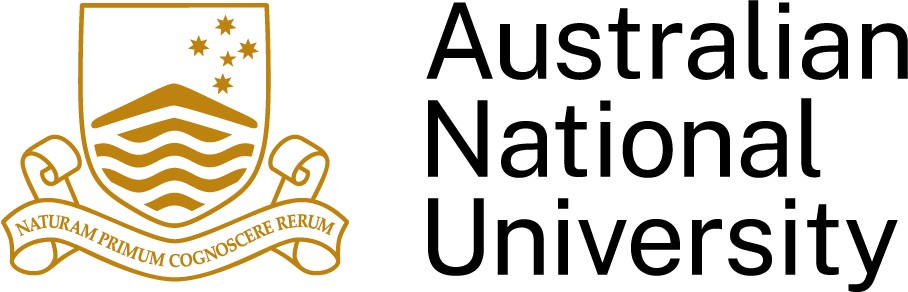 NATURAM PRIMUM COGNOSCERE RERUM
Australian
National
University